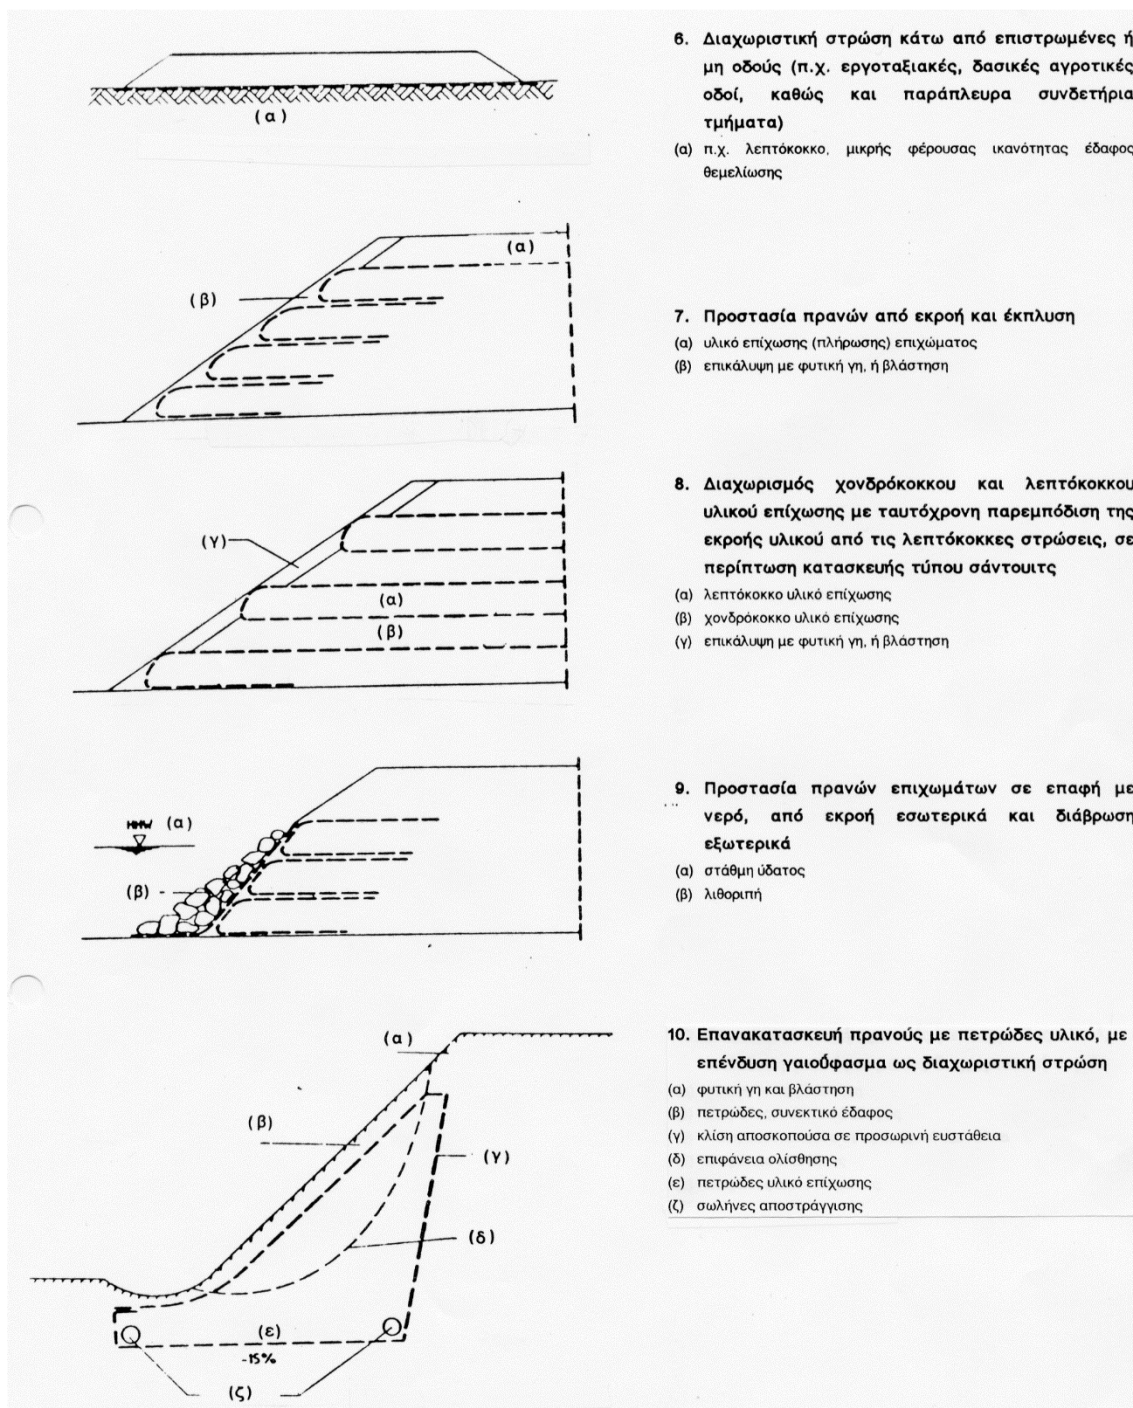 (α)
6. Διαχωριστική στρώση κάτω από επιστρωμένες ή
μη οδούς (π.χ. εργοταξιακές, δασικές αγροτικές
οδοί, καθώς και παράπλευρα συνδετήρια
τμήματα)
(α) π.χ. λεπτόκοκκο, μικρής φέρουσας ικανότητας έδαφος
θεμελίωσης
(α)
(β)
7. Προστασία πρανών από εκροή και έκπλυση
(α) υλικό επίχωσης (πλήρωσης) επιχώματος
(β) επικάλυψη με φυτική γη, ή βλάστηση
(γ)
(α)
(β)
8. Διαχωρισμός χονδρόκοκκου και λεπτόκοκκου
υλικού επίχωσης με ταυτόχρονη παρεμπόδιση της
εκροής υλικού από τις λεπτόκοκκες στρώσεις, σε
περίπτωση κατασκευής τύπου σάντουιτς
(α) λεπτόκοκκο υλικό επίχωσης
(β) χονδρόκοκκο υλικό επίχωσης
(γ) επικάλυψη με φυτική γη, ή βλάστηση
HHW (α)
(β)
9. Προστασία πρανών επιχωμάτων σε επαφή με
νερό, από εκροή εσωτερικά και διάβρωση
εξωτερικά
(α) στάθμη ύδατος
(β) λιθοριπή
(α)
(β)
(γ)
(δ)
(ε)
-15%
(ζ)
10. Επανακατασκευή πρανούς με πετρώδες υλικό, με
επένδυση γαιοΰφασμα ως διαχωριστική στρώση
(α) φυτική γη και βλάστηση
(β) πετρώδες, συνεκτικό έδαφος
(γ) κλίση αποσκοπούσα σε προσωρινή ευστάθεια
(δ) επιφάνεια ολίσθησης
(ε) πετρώδες υλικό επίχωσης
(ζ) σωλήνες αποστράγγισης